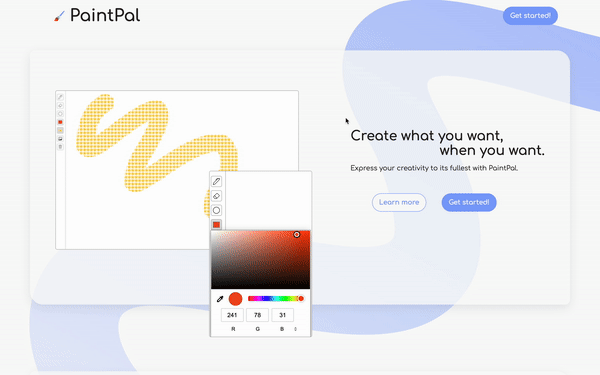 PaintPal
Get started!
Create what you want,
when you want.
Express your creativity to its fullest with PaintPal.
Learn more
Get started!
241 78 31
R G B